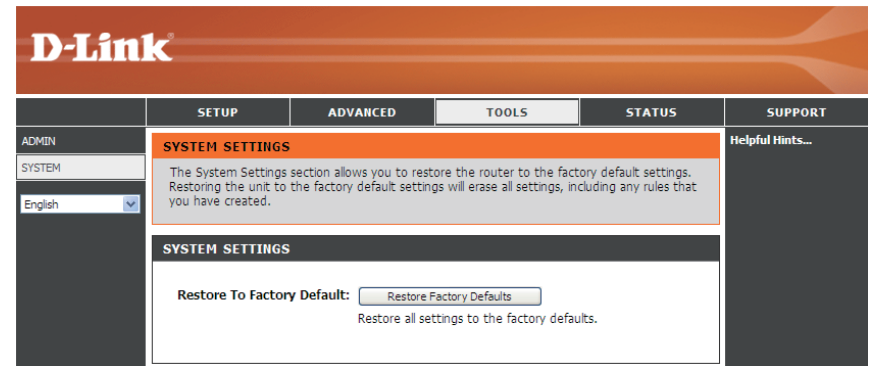 D-Link
SETUP
ADVANCED
TOOLS
STATUS
SUPPORT
ADMIN
SYSTEM
English
SYSTEM SETTINGS
The System Settings section allows you to restore the router to the factory default settings.
Restoring the unit to the factory default settings will erase all settings, including any rules that
you have created.
SYSTEM SETTINGS
Restore To Factory Default: Restore Factory Defaults
Restore all settings to the factory defaults.
Helpful Hints...